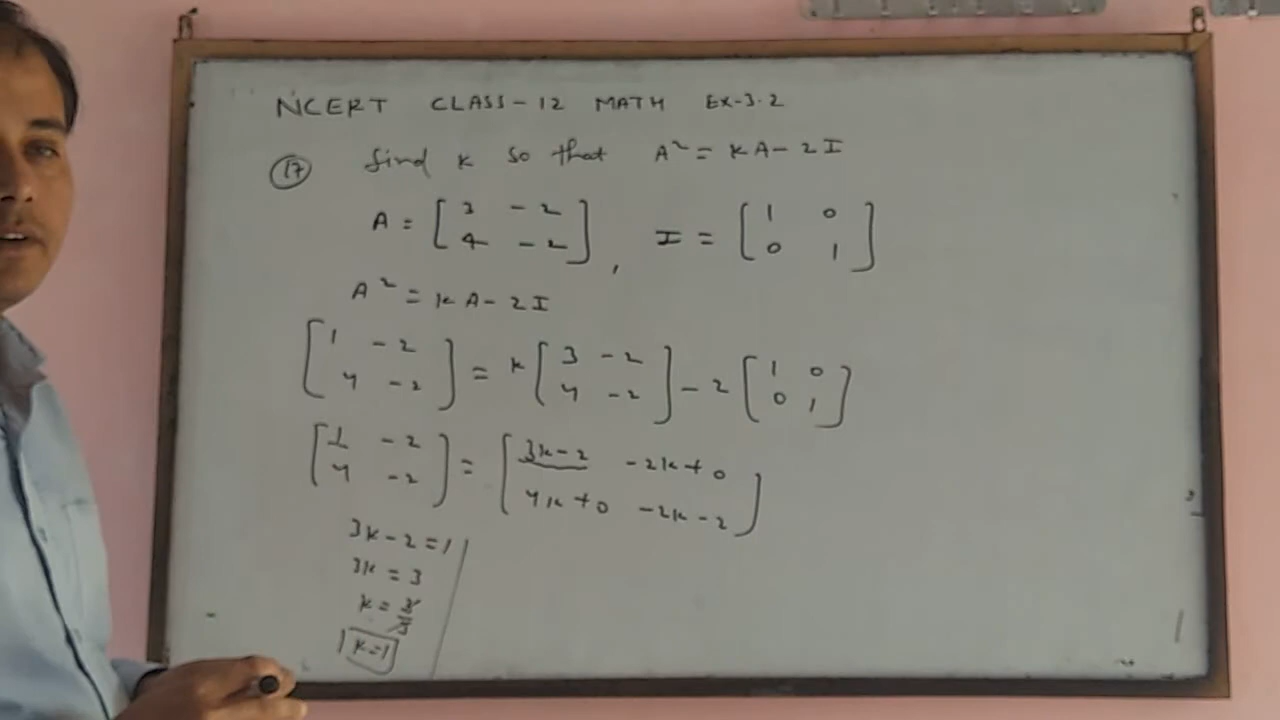 NCERT CLASS-12 MATH EX-3.2
17 find K so that A² = KA - 2I
A = [3 -2
4 -2], I = [1 0
0 1]
A² = KA - 2I
[1 -2
4 -2] = K [3 -2
4 -2] - 2 [1 0
0 1]
[1 -2
4 -2] = [3K-2 -2K+0
4K+0 -2K-2]
3K-2=1
3K=3
K=3/3
K=1